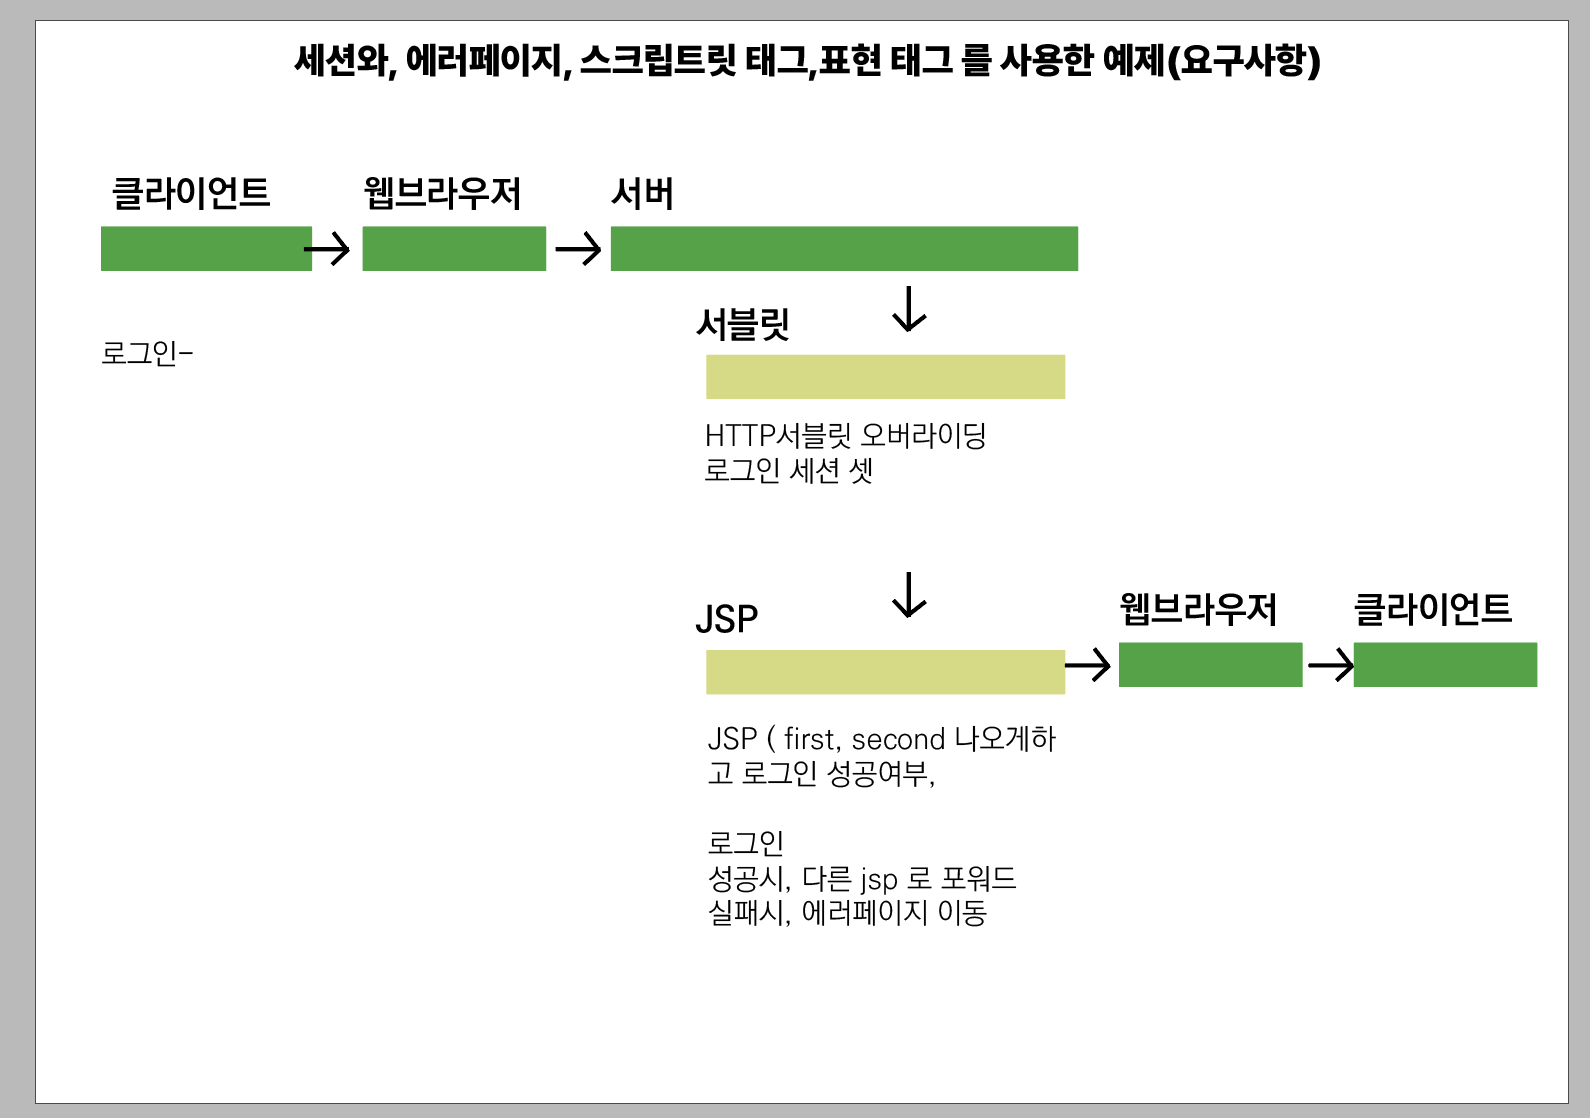 세션와, 에러페이지, 스크립트릿 태그,표현 태그 를 사용한 예제(요구사항)
클라이언트
웹브라우저
서버
로그인-
서블릿
HTTP서블릿 오버라이딩
로그인 세션 셋
JSP
웹브라우저
클라이언트
JSP ( first, second 나오게하
고 로그인 성공여부,
로그인
성공시, 다른 jsp 로 포워드
실패시, 에러페이지 이동